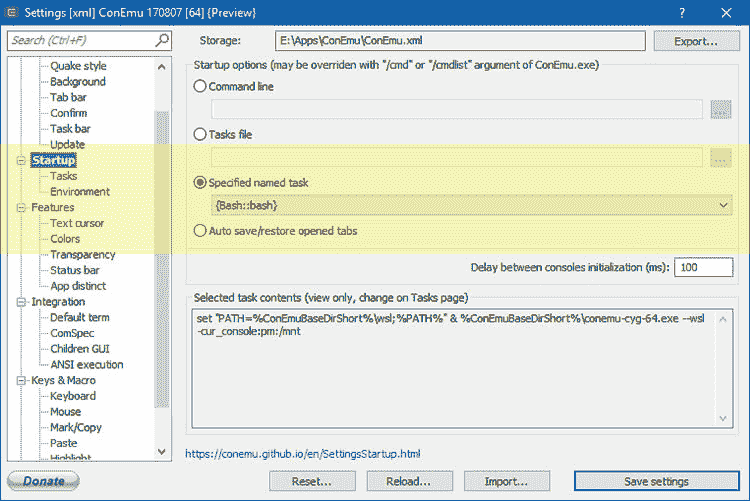 Settings [xml] ConEmu 170807 [64] {Preview}
Search (Ctrl+F)
Storage:
E:\Apps\ConEmu\ConEmu.xml
Export...
Quake style
Background
Tab bar
Confirm
Task bar
Update
Startup
Tasks
Environment
Features
Text cursor
Colors
Transparency
Status bar
App distinct
Integration
Default term
ComSpec
Children GUI
ANSI execution
Keys & Macro
Keyboard
Mouse
Mark/Copy
Paste
Highlight
Startup options (may be overriden with "/cmd" or "/cmdlist" argument of ConEmu.exe)
Command line
...
Tasks file
...
Specified named task
{Bash::bash}
Auto save/restore opened tabs
Delay between consoles initialization (ms):
100
Selected task contents (view only, change on Tasks page)
set "PATH=%ConEmuBaseDirShort%\wsl;%PATH%" & %ConEmuBaseDirShort%\conemu-cyg-64.exe --wsl
-cur_console:pm:/mnt
https://conemu.github.io/en/SettingsStartup.html
Donate
Reset...
Reload...
Import...
Save settings